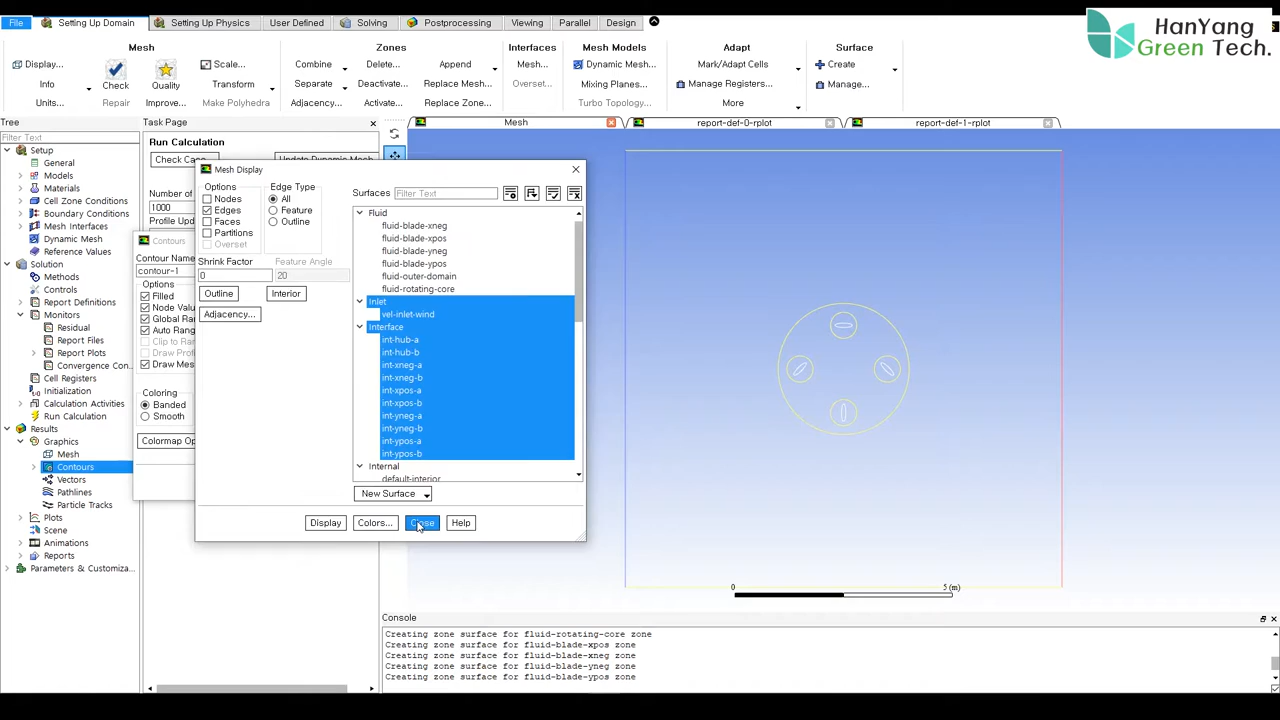 File
Setting Up Domain
Setting Up Physics
User Defined
Solving
Postprocessing
Viewing
Parallel
Design
HanYang
Green Tech.
Mesh
Zones
Interfaces
Mesh Models
Adapt
Surface
Display...
Scale...
Combine
Delete...
Append
Mesh...
Dynamic Mesh...
Mark/Adapt Cells
Create
Info
Check
Quality
Transform
Separate
Deactivate...
Replace Mesh...
Overset...
Mixing Planes...
Manage Registers...
Manage...
Units...
Repair
Improve...
Make Polyhedra
Adjacency...
Activate...
Replace Zone...
Turbo Topology...
More
Tree
Filter Text
Setup
General
Models
Materials
Cell Zone Conditions
Boundary Conditions
Mesh Interfaces
Dynamic Mesh
Reference Values
Solution
Methods
Controls
Report Definitions
Monitors
Residual
Report Files
Report Plots
Convergence Con...
Cell Registers
Initialization
Calculation Activities
Run Calculation
Results
Graphics
Mesh
Contours
Vectors
Pathlines
Particle Tracks
Plots
Scene
Animations
Reports
Parameters & Customiza...
Task Page
Run Calculation
Check Case...
Update Dynamic Mesh...
Number of
1000
Profile Upd
Contours
Contour Name
contour-1
Options
Filled
Node Valu
Global Ran
Auto Rang
Clip to Ran
Draw Prof
Draw Mes
Coloring
Banded
Smooth
Colormap Op
Mesh Display
Options
Nodes
Edges
Faces
Partitions
Overset
Edge Type
All
Feature
Outline
Shrink Factor
0
Feature Angle
20
Outline
Interior
Adjacency...
Surfaces
Filter Text
Fluid
fluid-blade-xneg
fluid-blade-xpos
fluid-blade-yneg
fluid-blade-ypos
fluid-outer-domain
fluid-rotating-core
Inlet
vel-inlet-wind
Interface
int-hub-a
int-hub-b
int-xneg-a
int-xneg-b
int-xpos-a
int-xpos-b
int-yneg-a
int-yneg-b
int-ypos-a
int-ypos-b
Internal
default-interior
New Surface
Display
Colors...
Close
Help
Mesh
report-def-0-rplot
report-def-1-rplot
0
5 (m)
Console
Creating zone surface for fluid-rotating-core zone
Creating zone surface for fluid-blade-xpos zone
Creating zone surface for fluid-blade-xneg zone
Creating zone surface for fluid-blade-yneg zone
Creating zone surface for fluid-blade-ypos zone